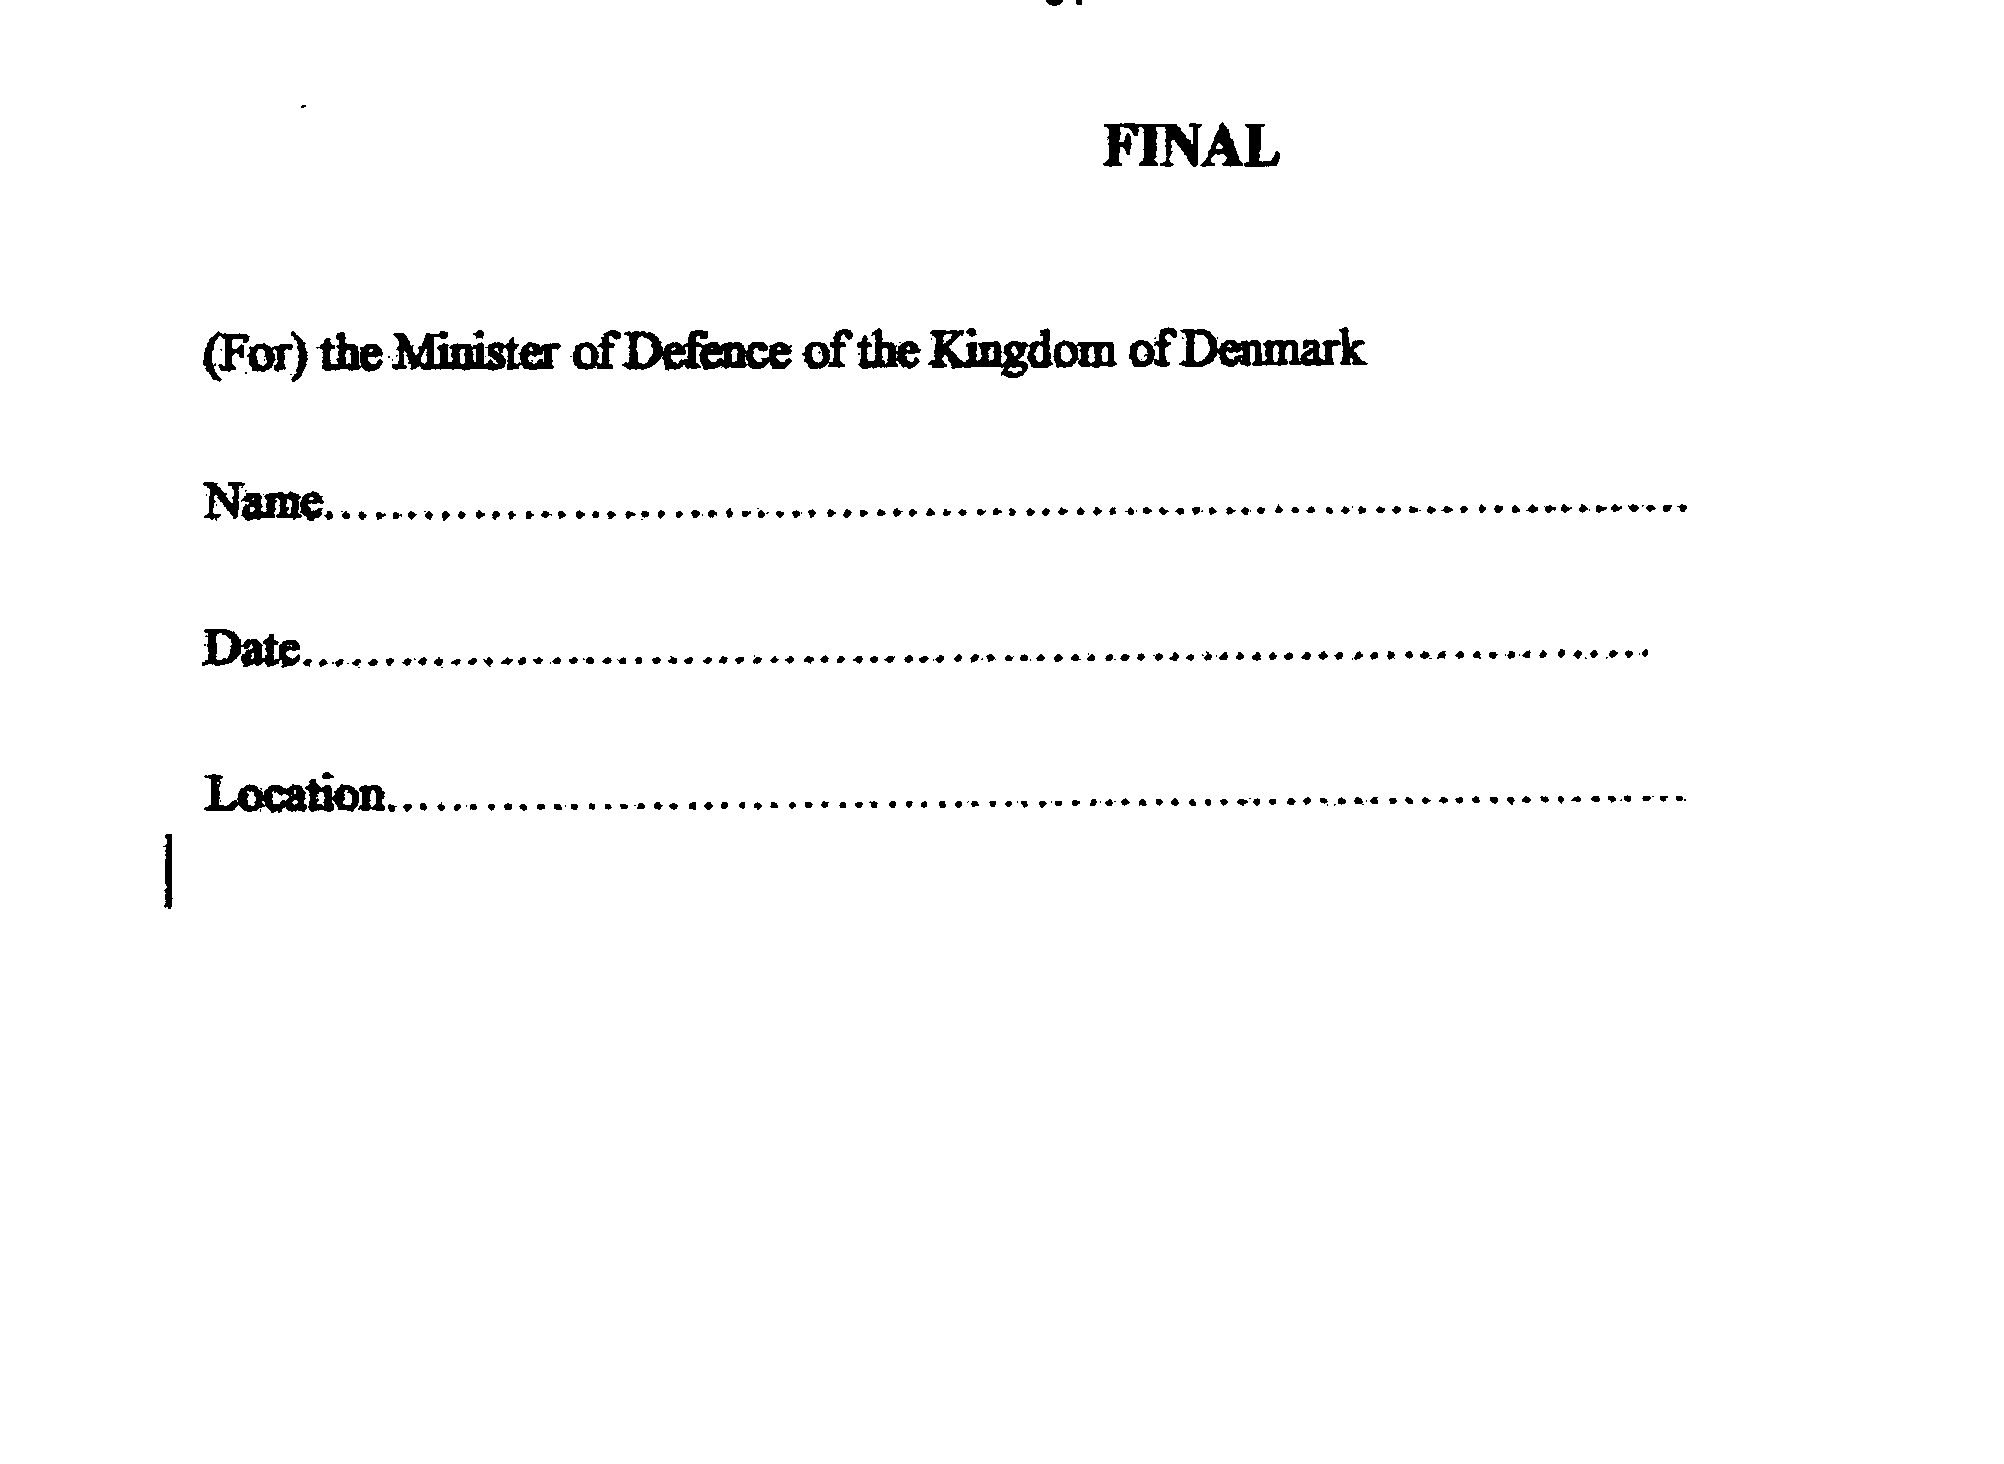 FINAL
(For) the Minister of Defence of the Kingdom of Denmark
Name....................................................................................
Date....................................................................................
Location................................................................................